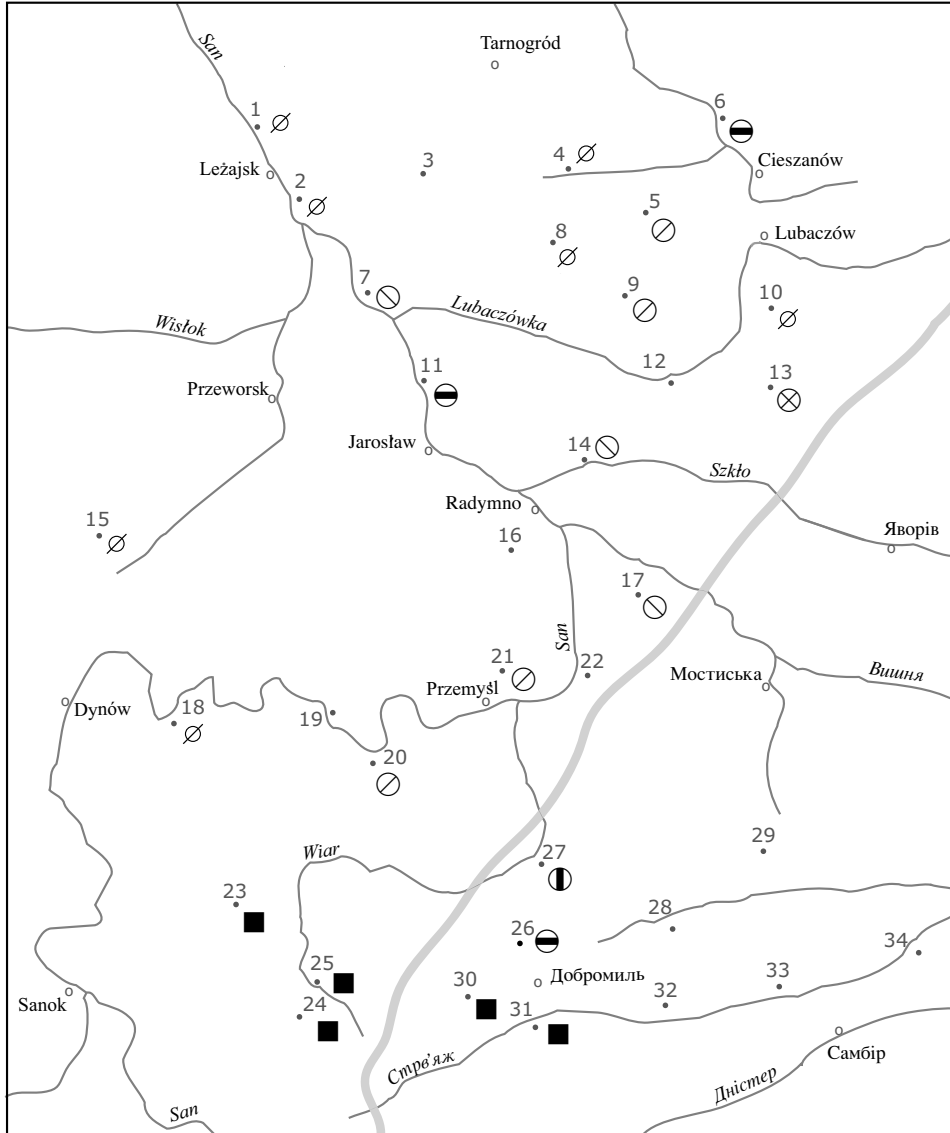 San
Tarnogród
1
6
3
4
Leżajsk
Cieszanów
2
5
8
Lubaczów
7
9
10
Lubaczówka
Wisłok
11
12
13
Przeworsk
14
Jarosław
Szkło
Radymno
15
16
Яворів
17
San
21
22
Przemyśl
Мостиська
Вишня
Dynów
18
19
20
Wiar
27
29
23
28
26
34
25
Добромиль
33
Sanok
30
24
31
32
Стрв’яж
Самбір
Дністер
San